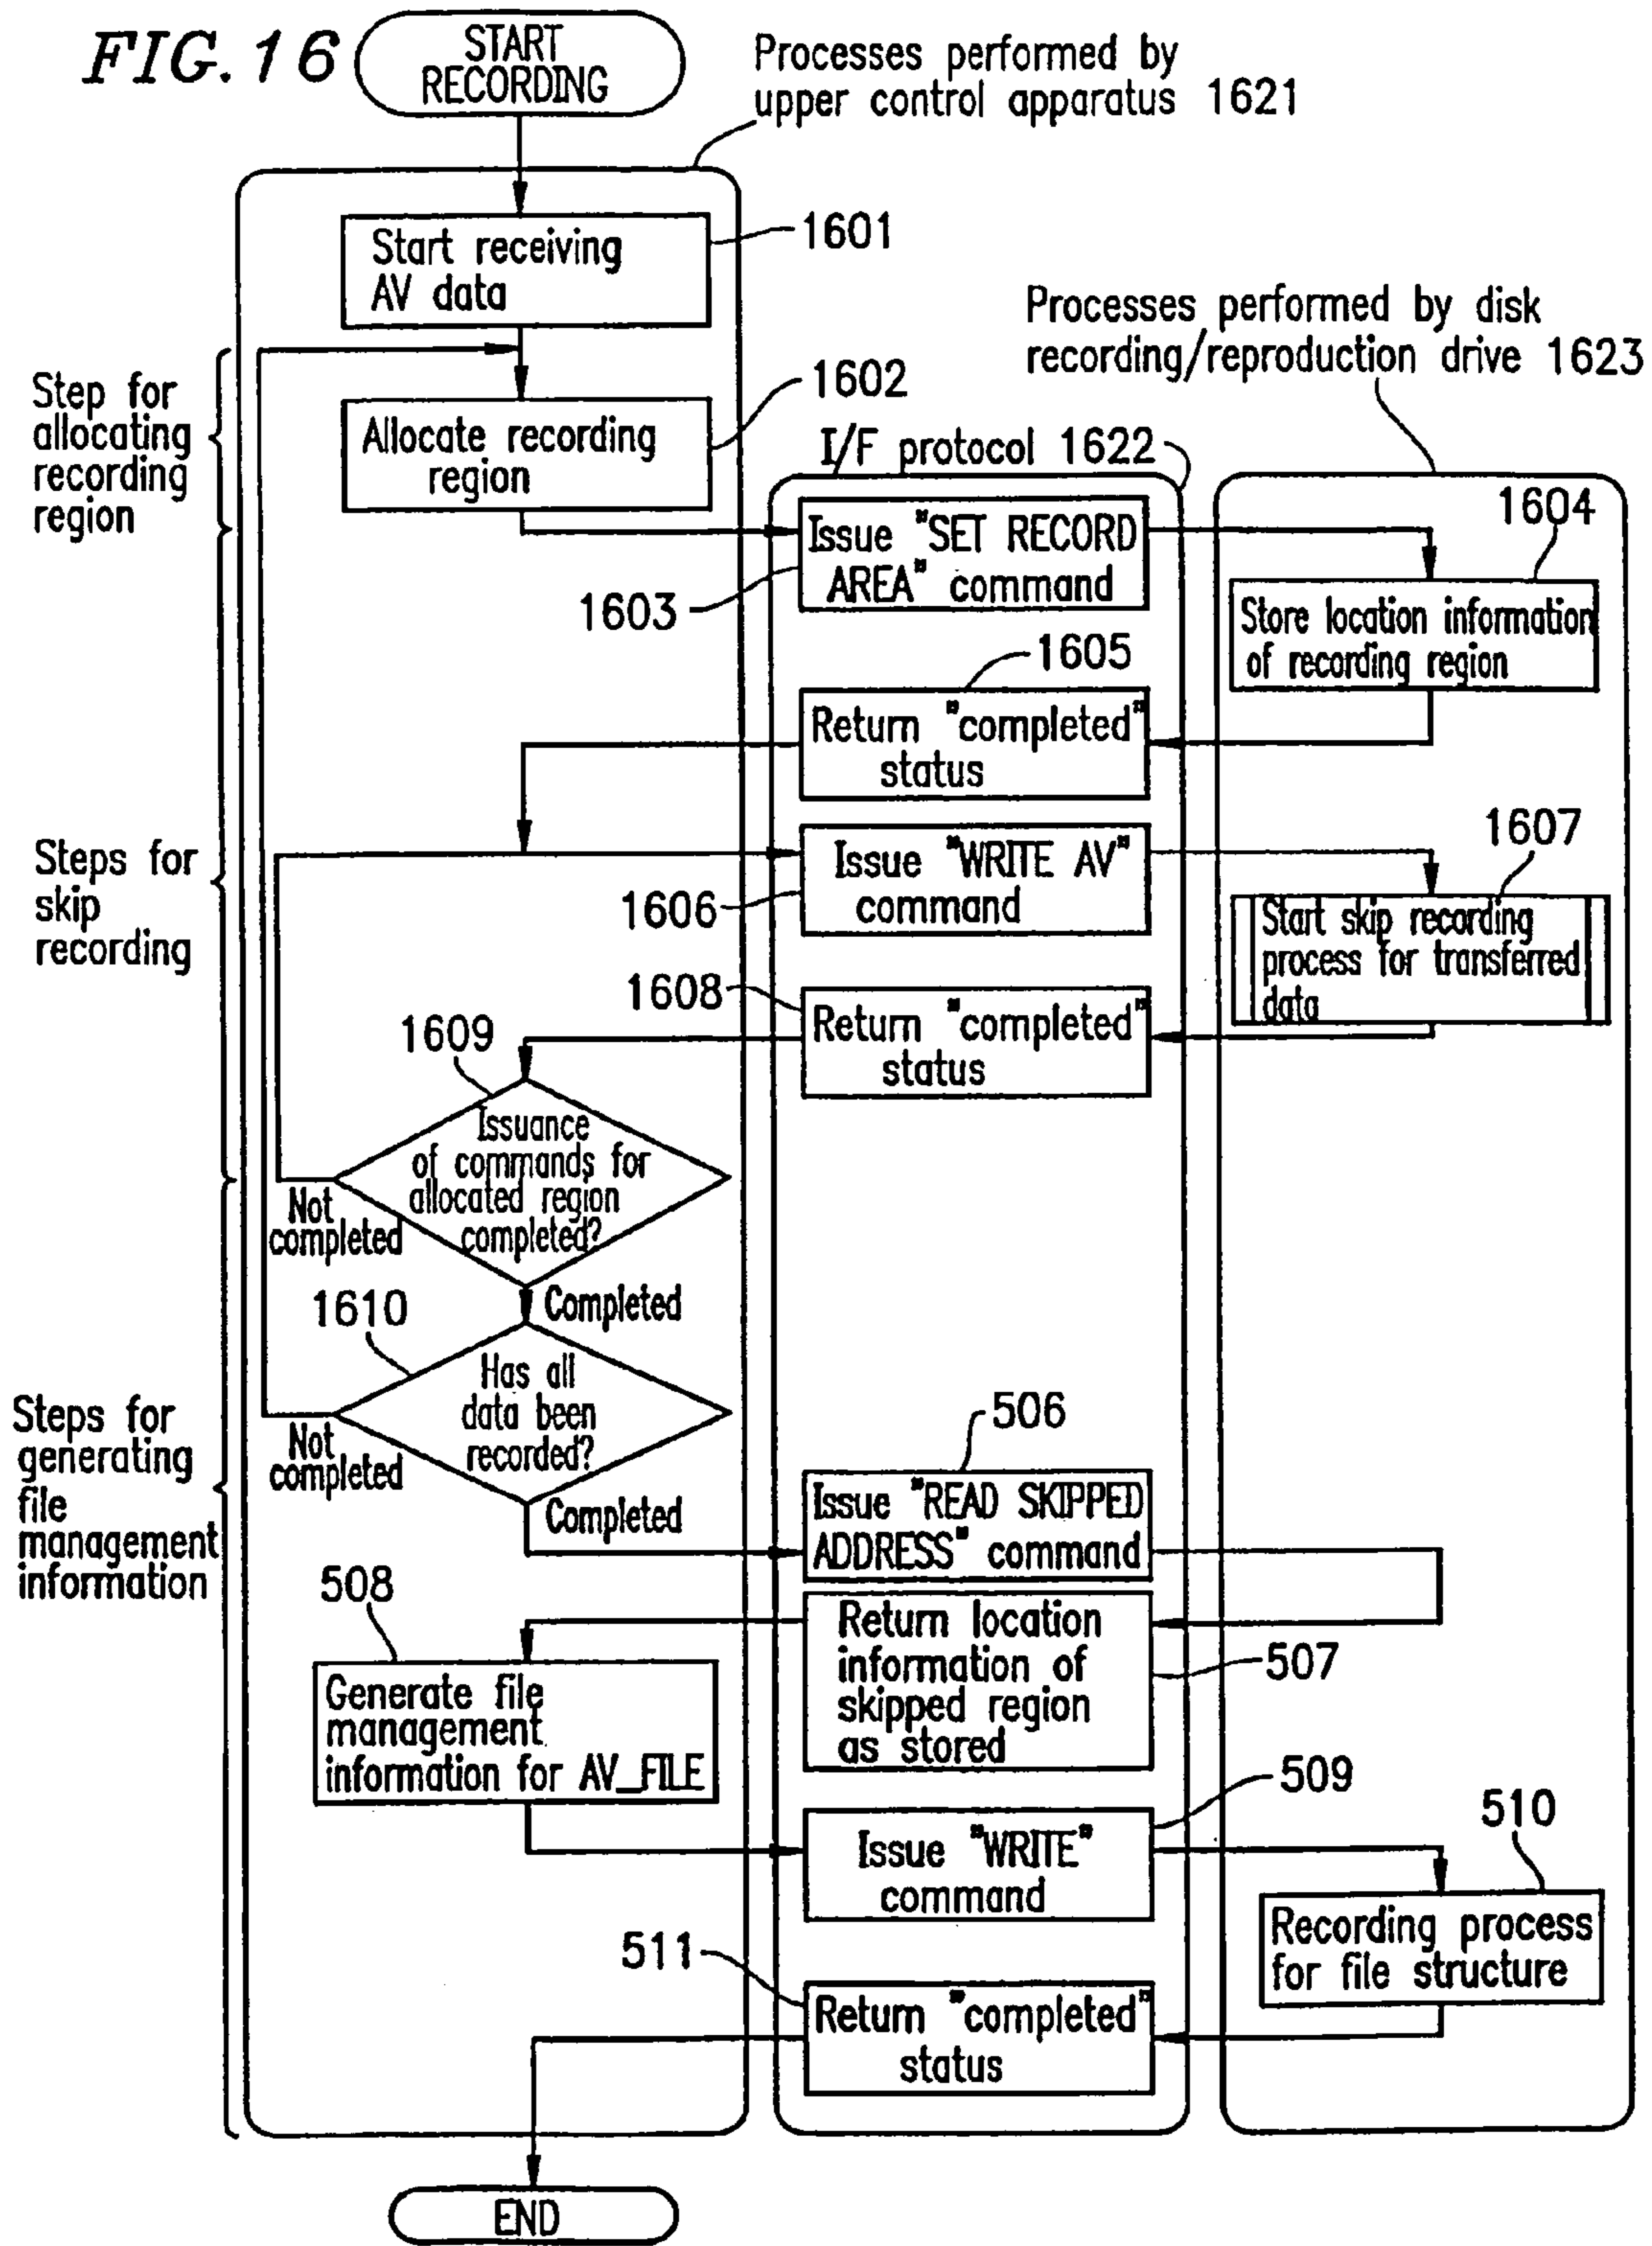 FIG.16
START
RECORDING
Processes performed by
upper control apparatus 1621
Start receiving
AV data
1601
Processes performed by disk
recording/reproduction drive 1623
Step for
allocating
recording
region
Allocate recording
region
1602
I/F protocol 1622
Issue "SET RECORD
AREA" command
1603
1604
Store location information
of recording region
1605
Return "completed"
status
Steps for
skip
recording
Issue "WRITE AV"
command
1606
1607
Start skip recording
process for transferred
data
1608
Return "completed"
status
1609
Issuance
of commands for
allocated region
completed?
Not
completed
Completed
1610
Has all
data been
recorded?
Not
completed
Completed
Steps for
generating
file
management
information
506
Issue "READ SKIPPED
ADDRESS" command
Return location
information of
skipped region
as stored
507
508
Generate file
management
information for AV_FILE
509
Issue "WRITE"
command
510
Recording process
for file structure
511
Return "completed"
status
END